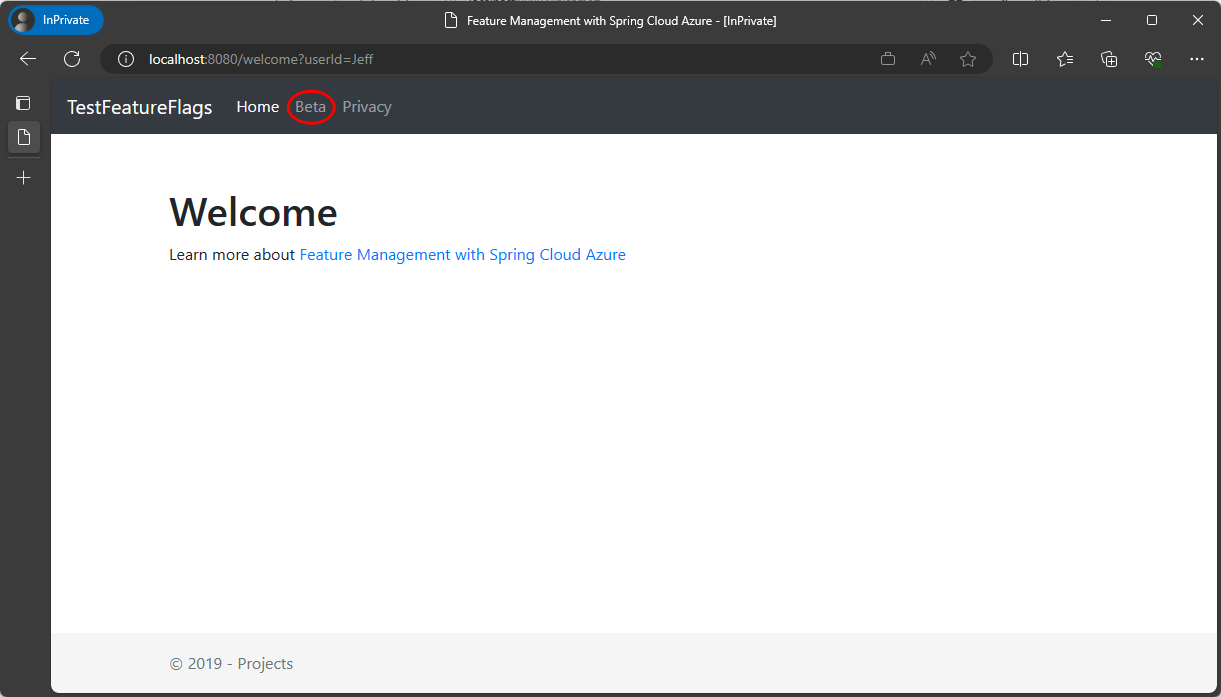 InPrivate
Feature Management with Spring Cloud Azure - [InPrivate]
localhost:8080/welcome?userId=Jeff
TestFeatureFlags Home Beta Privacy
Welcome
Learn more about Feature Management with Spring Cloud Azure
© 2019 - Projects